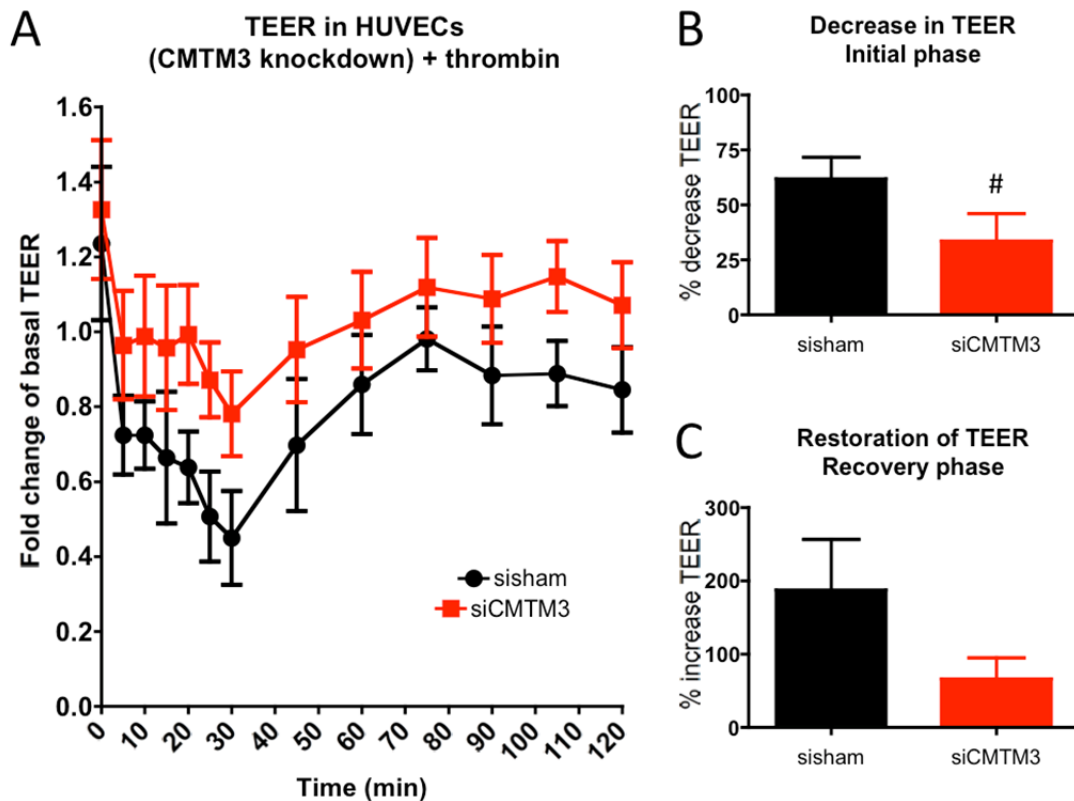 A
TEER in HUVECs
(CMTM3 knockdown) + thrombin
Fold change of basal TEER
1.6
1.4
1.2
1.0
0.8
0.6
0.4
0.2
0.0
sisham
siCMTM3
0 10 20 30 40 50 60 70 80 90 100 110 120
Time (min)
B
Decrease in TEER
Initial phase
% decrease TEER
100
75
50
25
0
#
sisham siCMTM3
C
Restoration of TEER
Recovery phase
% increase TEER
300
200
100
0
sisham siCMTM3